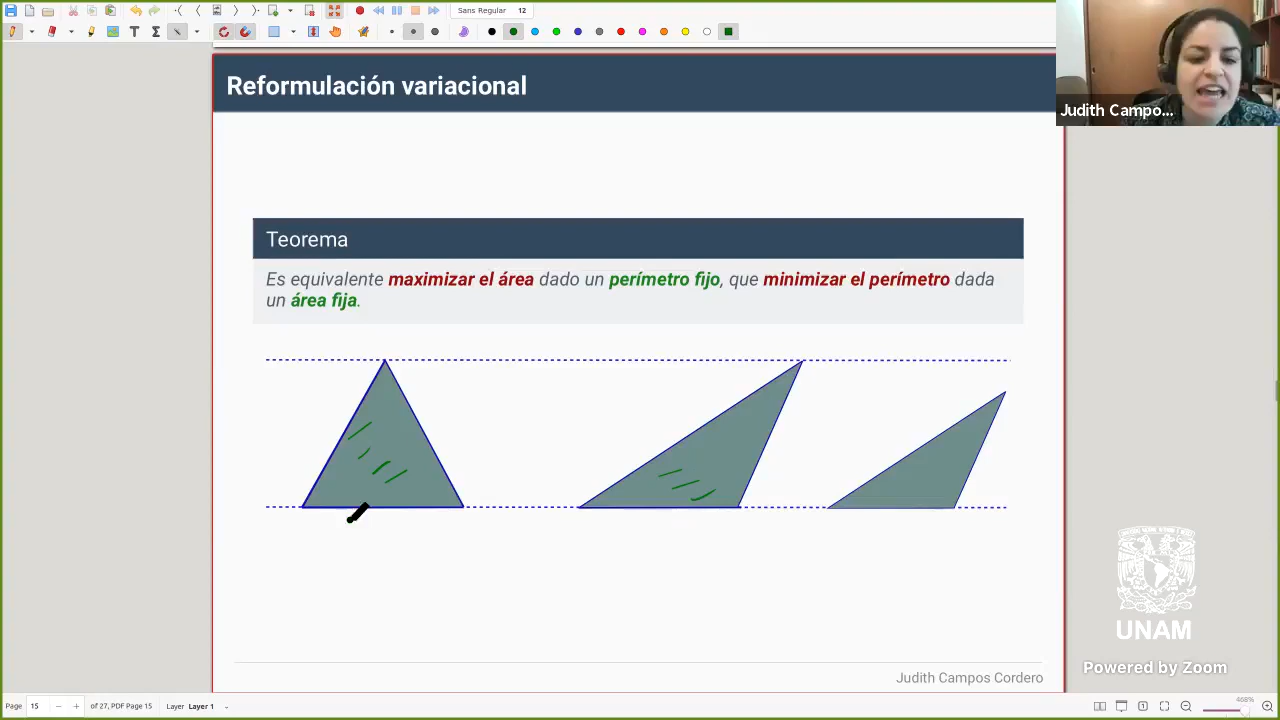 Sans Regular 12
Judith Campo...
Reformulación variacional
Teorema
Es equivalente maximizar el área dado un perímetro fijo, que minimizar el perímetro dada
un área fija.
UNAM
Powered by Zoom
Judith Campos Cordero
Page 15 of 27, PDF Page 15 Layer Layer 1
468%